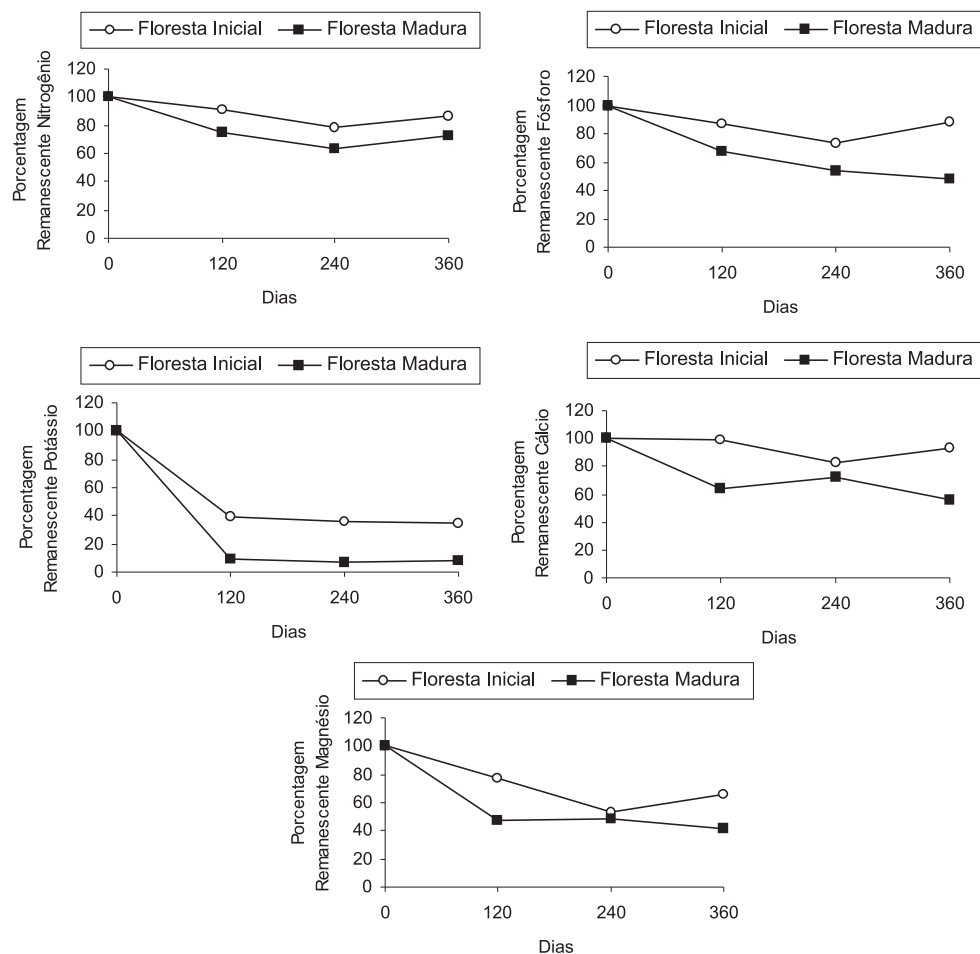 Floresta Inicial Floresta Madura
Porcentagem
Remanescente Nitrogênio
120
100
80
60
40
20
0
0 120 240 360
Dias
Floresta Inicial Floresta Madura
Porcentagem
Remanescente Fósforo
120
100
80
60
40
20
0
0 120 240 360
Dias
Floresta Inicial Floresta Madura
Porcentagem
Remanescente Potássio
120
100
80
60
40
20
0
0 120 240 360
Dias
Floresta Inicial Floresta Madura
Porcentagem
Remanescente Cálcio
120
100
80
60
40
20
0
0 120 240 360
Dias
Floresta Inicial Floresta Madura
Porcentagem
Remanescente Magnésio
120
100
80
60
40
20
0
0 120 240 360
Dias